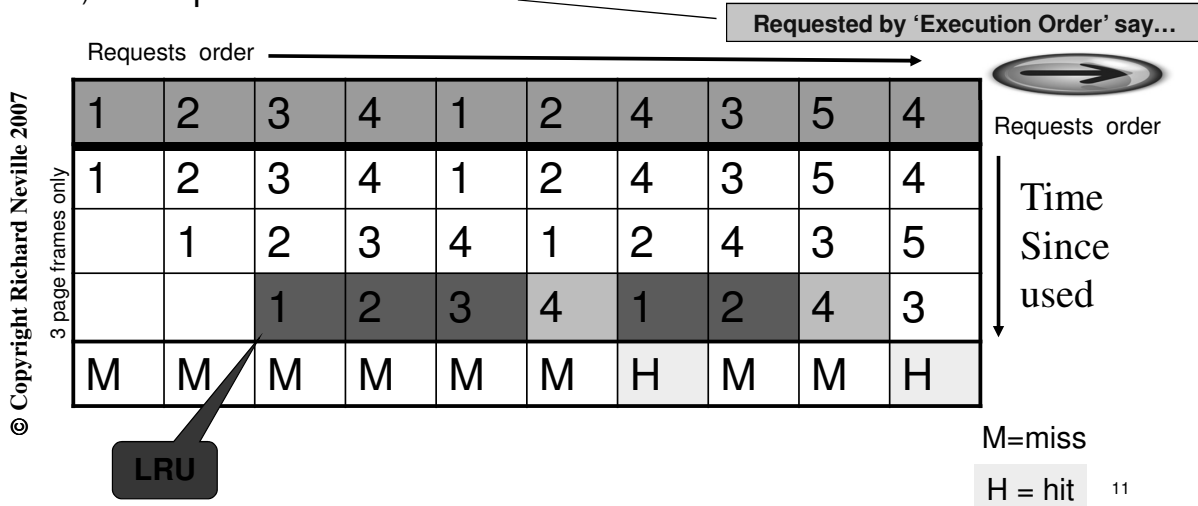 Requested by ‘Execution Order’ say…
Requests order
1 2 3 4 1 2 4 3 5 4
Requests order
1 2 3 4 1 2 4 3 5 4
1 2 3 4 1 2 4 3 5
1 2 3 4 1 2 4 3
M M M M M M H M M H
3 page frames only
Time
Since
used
LRU
M=miss
H = hit
11
© Copyright Richard Neville 2007